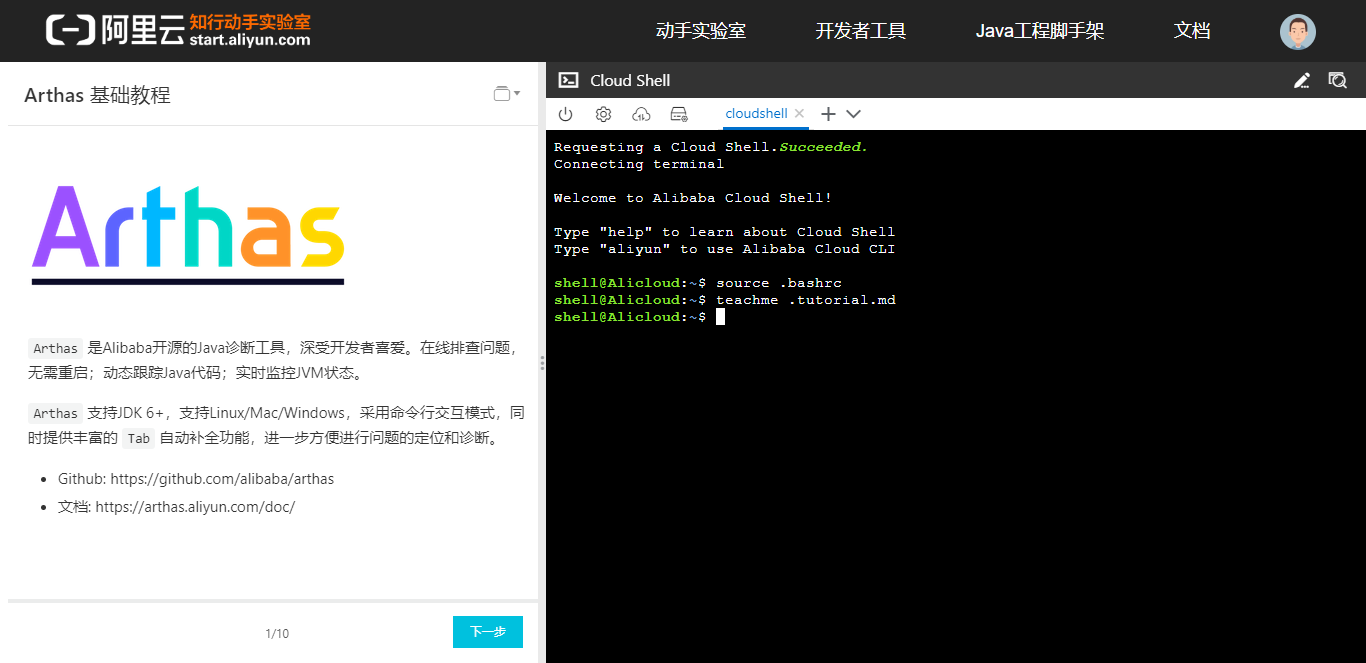 阿里云 知行动手实验室
start.aliyun.com
动手实验室 开发者工具 Java工程脚手架 文档
Arthas 基础教程
Arthas
Arthas 是Alibaba开源的Java诊断工具，深受开发者喜爱。在线排查问题，
无需重启；动态跟踪Java代码；实时监控JVM状态。
Arthas 支持JDK 6+，支持Linux/Mac/Windows，采用命令行交互模式，同
时提供丰富的 Tab 自动补全功能，进一步方便进行问题的定位和诊断。
Github: https://github.com/alibaba/arthas
文档: https://arthas.aliyun.com/doc/
1/10
下一步
Cloud Shell
cloudshell
Requesting a Cloud Shell.Succeeded.
Connecting terminal
Welcome to Alibaba Cloud Shell!
Type "help" to learn about Cloud Shell
Type "aliyun" to use Alibaba Cloud CLI
shell@Alicloud:~$ source .bashrc
shell@Alicloud:~$ teachme .tutorial.md
shell@Alicloud:~$